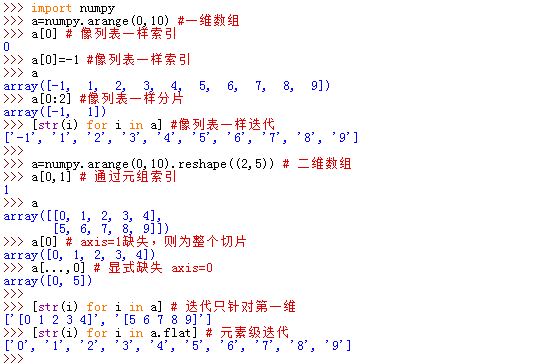 >>> import numpy
>>> a=numpy.arange(0,10) #一维数组
>>> a[0] # 像列表一样索引
0
>>> a[0]=-1 #像列表一样索引
>>> a
array([-1, 1, 2, 3, 4, 5, 6, 7, 8, 9])
>>> a[0:2] #像列表一样分片
array([-1, 1])
>>> [str(i) for i in a] #像列表一样迭代
['-1', '1', '2', '3', '4', '5', '6', '7', '8', '9']
>>>
>>> a=numpy.arange(0,10).reshape((2,5)) # 二维数组
>>> a[0,1] # 通过元组索引
1
>>> a
array([[0, 1, 2, 3, 4],
[5, 6, 7, 8, 9]])
>>> a[0] # axis=1缺失，则为整个切片
array([0, 1, 2, 3, 4])
>>> a[...,0] # 显式缺失 axis=0
array([0, 5])
>>>
>>> [str(i) for i in a] # 迭代只针对第一维
['[0 1 2 3 4]', '[5 6 7 8 9]']
>>> [str(i) for i in a.flat] # 元素级迭代
['0', '1', '2', '3', '4', '5', '6', '7', '8', '9']
>>>